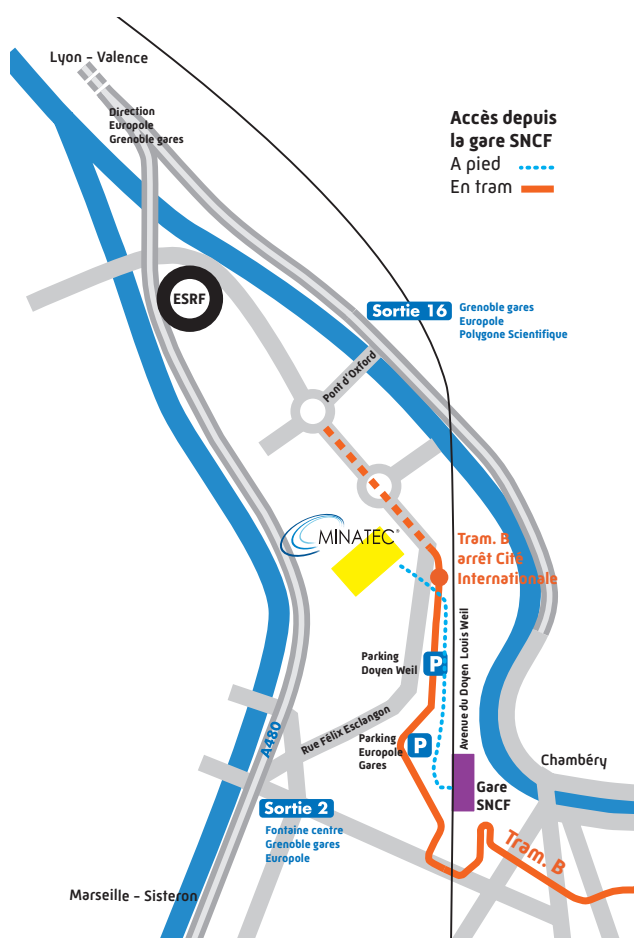 Lyon - Valence
Direction
Europole
Grenoble gares
Accès depuis
la gare SNCF
A pied
En tram
ESRF
Sortie 16
Grenoble gares
Europole
Polygone Scientifique
Pont d'Oxford
MINATEC®
Tram. B
arrêt Cité
Internationale
Avenue du Doyen Louis Weil
Parking
Doyen Weil
P
Rue Félix Esclangon
Parking
Europole
Gares
P
A480
Chambéry
Gare
SNCF
Sortie 2
Fontaine centre
Grenoble gares
Europole
Tram. B
Marseille - Sisteron